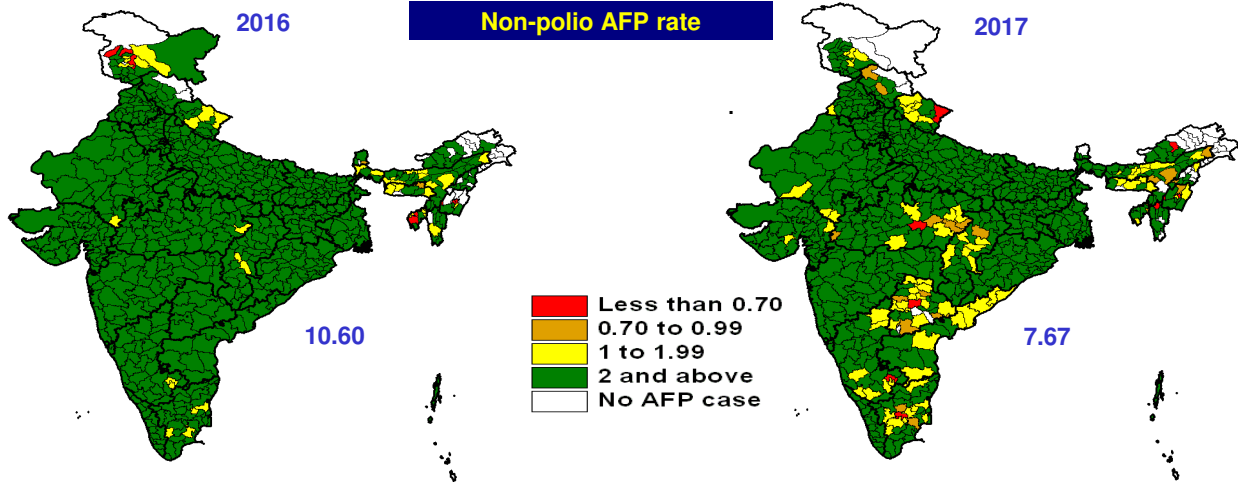 Non-polio AFP rate
2016
2017
Less than 0.70
0.70 to 0.99
1 to 1.99
2 and above
No AFP case
10.60
7.67